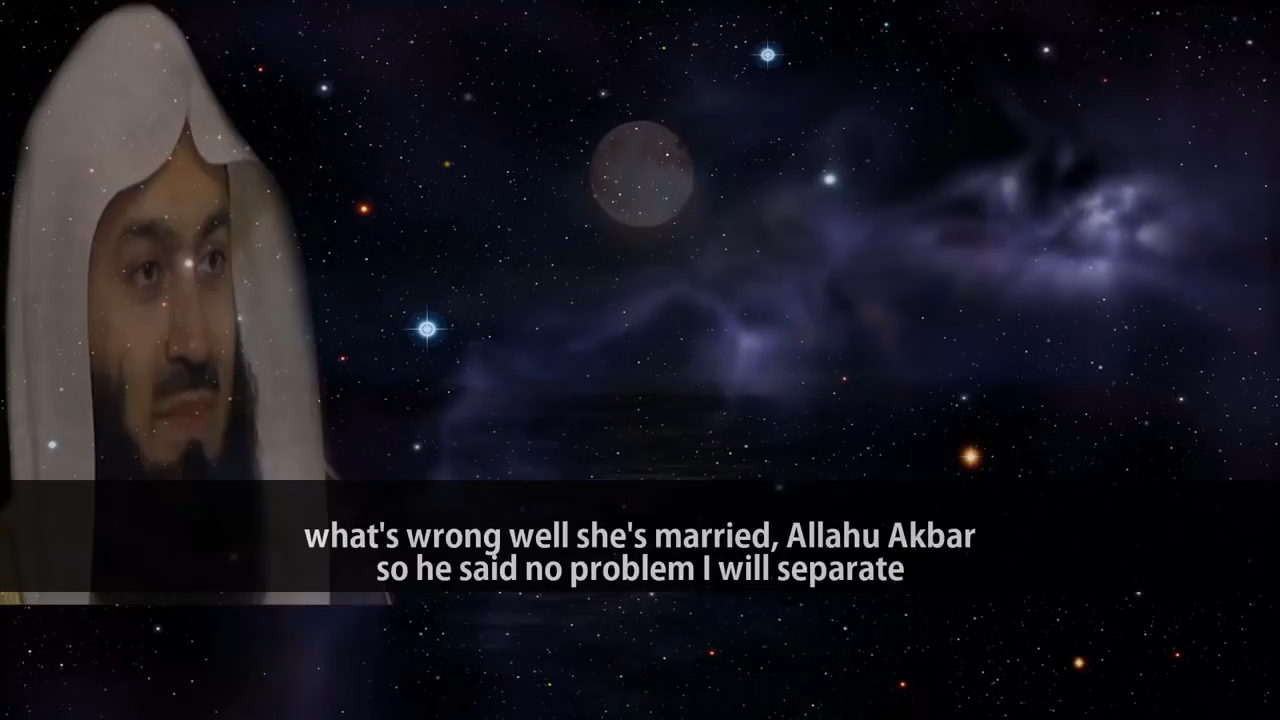 what's wrong well she's married, Allahu Akbar
so he said no problem I will separate